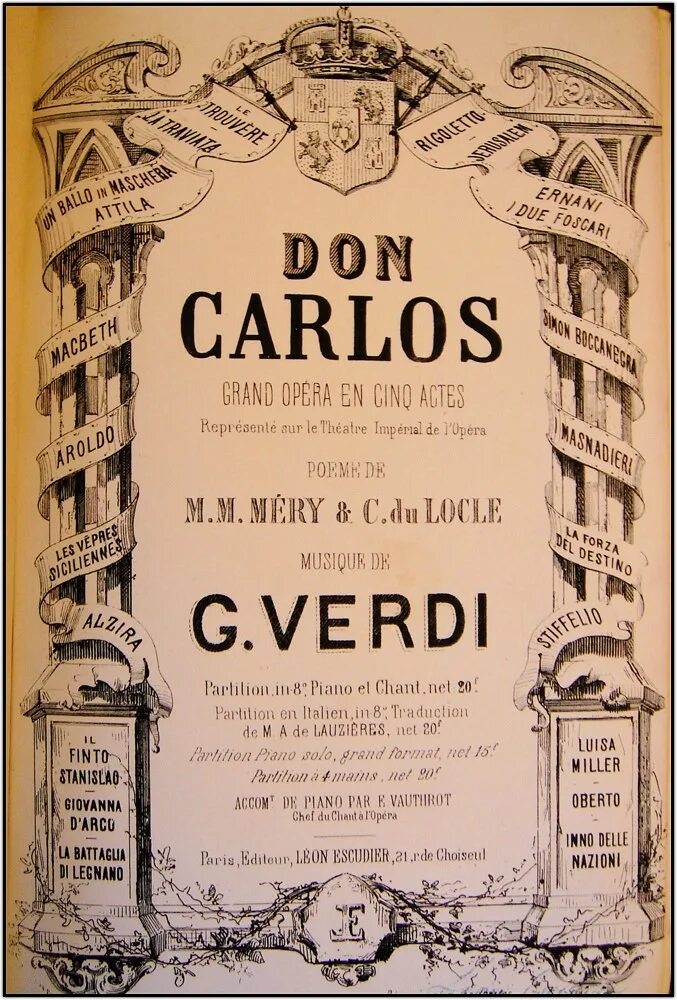 LE
TROUVERE
LA TRAVIATA
RIGOLETTO
JERUSALEM
UN BALLO IN MASCHERA
ATTILA
ERNANI
I DUE FOSCARI
MACBETH
SIMON BOCCANEGRA
AROLDO
I MASNADIERI
LES VÊPRES
SICILIENNES
LA FORZA
DEL DESTINO
ALZIRA
STIFFELIO
IL
FINTO
STANISLAO
GIOVANNA
D'ARCO
LA BATTAGLIA
DI LEGNANO
LUISA
MILLER
OBERTO
INNO DELLE
NAZIONI
DON
CARLOS
GRAND OPÉRA EN CINQ ACTES
Représenté sur le Théatre Impérial de l'Opéra
POEME DE
M.M. MÉRY & C. du LOCLE
MUSIQUE DE
G. VERDI
Partition, in-8º, Piano et Chant, net 20f
Partition en Italien, in-8º, Traduction
de M. A de LAUZIÈRES, net 20f
Partition Piano solo, grand format, net 15f
Partition à 4 mains, net 20f
ACCOMT DE PIANO PAR E. VAUTHROT
Chef du Chant à l'Opéra
Paris, Editeur, LÉON ESCUDIER, 21, r. de Choiseul
LE